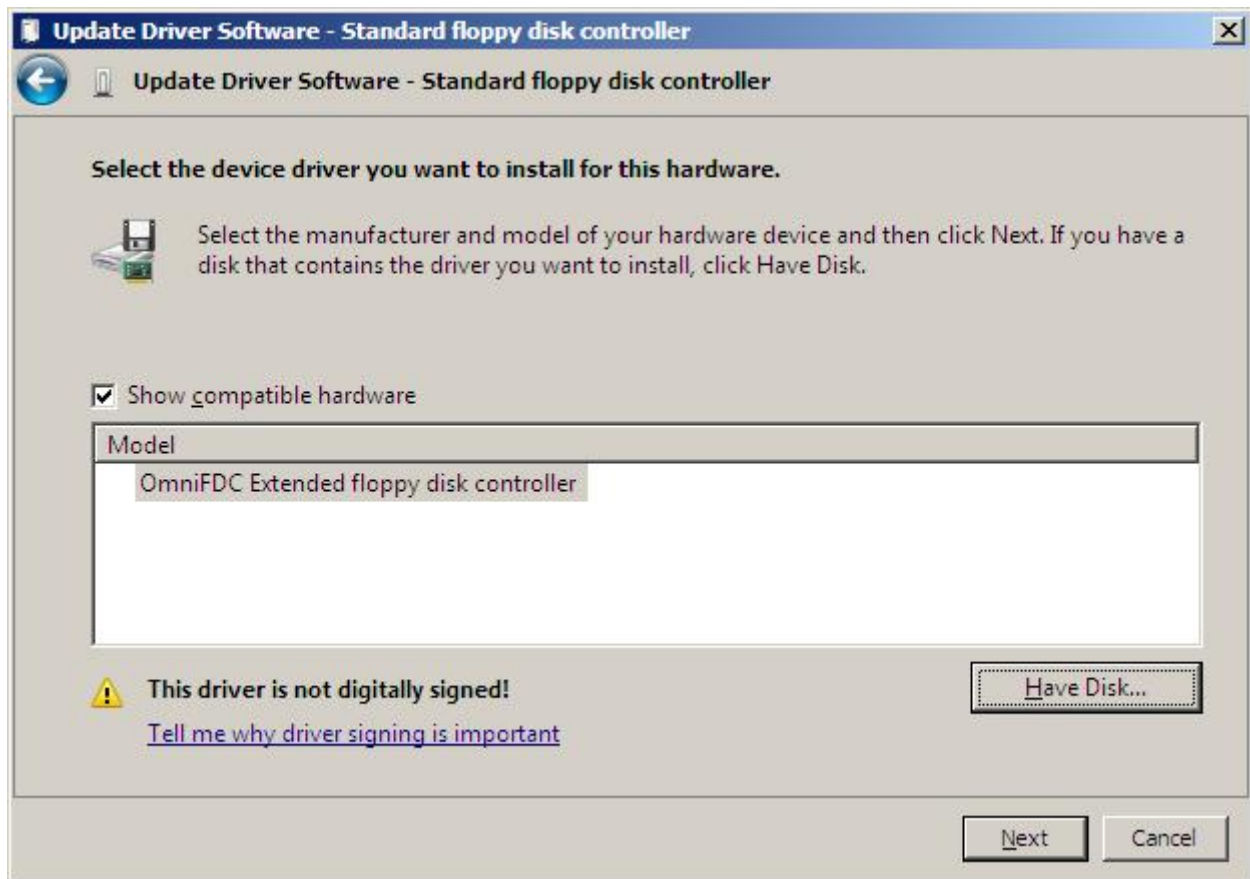 Update Driver Software - Standard floppy disk controller
Update Driver Software - Standard floppy disk controller
Select the device driver you want to install for this hardware.
Select the manufacturer and model of your hardware device and then click Next. If you have a
disk that contains the driver you want to install, click Have Disk.
Show compatible hardware
Model
OmniFDC Extended floppy disk controller
This driver is not digitally signed!
Have Disk...
Tell me why driver signing is important
Next
Cancel